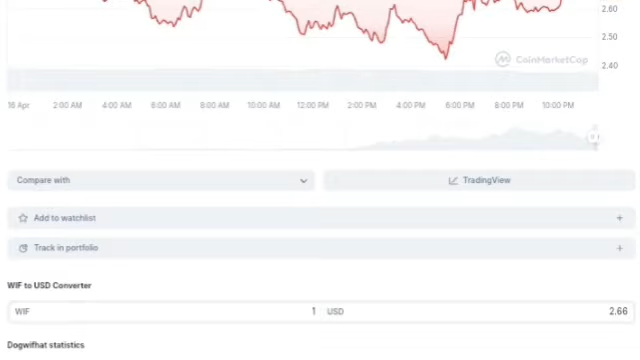 2.60
2.50
CoinMarketCap
2.40
16 Apr 2:00 AM 4:00 AM 6:00 AM 8:00 AM 10:00 AM 12:00 PM 2:00 PM 4:00 PM 6:00 PM 8:00 PM 10:00 PM
Compare with
TradingView
Add to watchlist +
Track in portfolio +
WIF to USD Converter
WIF 1 USD 2.66
Dogwifhat statistics